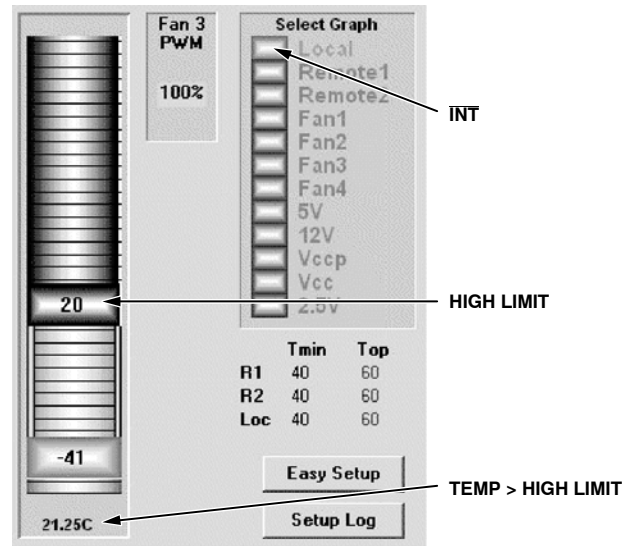 Fan 3
PWM
100%
Select Graph
Local
Remote1
Remote2
Fan1
Fan2
Fan3
Fan4
5V
12V
Vccp
Vcc
2.5V
INT
20
HIGH LIMIT
Tmin Top
R1 40 60
R2 40 60
Loc 40 60
-41
Easy Setup
TEMP > HIGH LIMIT
21.25C
Setup Log